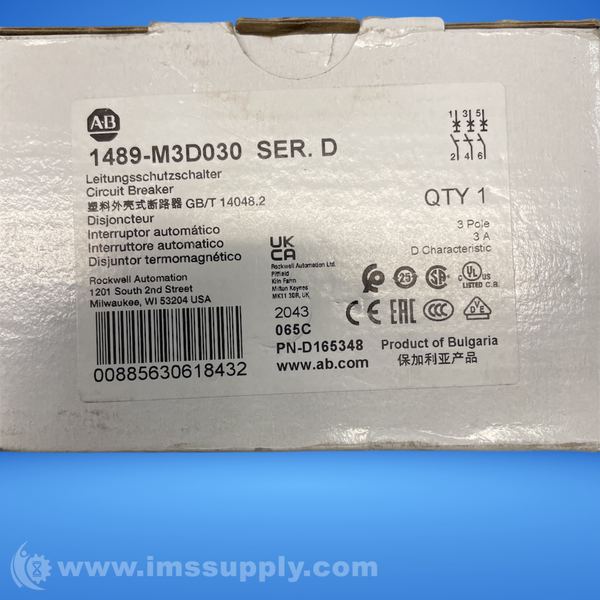 A-B
1489-M3D030 SER. D
Leitungsschutzschalter
Circuit Breaker
塑料外壳式断路器 GB/T 14048.2
Disjoncteur
Interruptor automático
Interruttore automatico
Disjuntor termomagnético
Rockwell Automation
1201 South 2nd Street
Milwaukee, WI 53204 USA
00885630618432
UK
CA
Rockwell Automation Ltd.
Pitfield
Kiln Farm
Milton Keynes
MK11 3DR, UK
2043
065C
PN-D165348
www.ab.com
1 3 5
2 4 6
QTY 1
3 Pole
3 A
D Characteristic
25
UL US
LISTED C.B.
CE EAC CCC VDE
Product of Bulgaria
保加利亚产品
www.imssupply.com